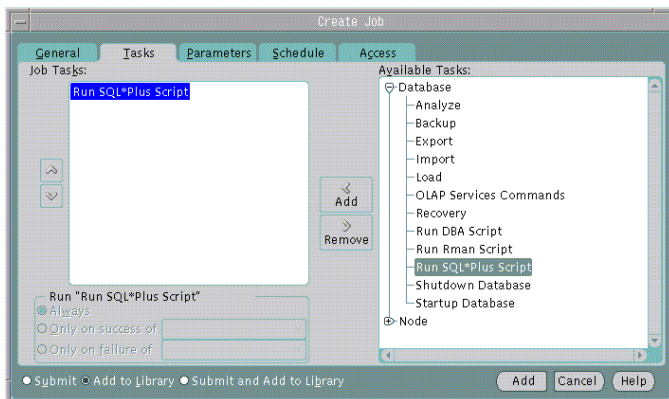 Create Job
General Tasks Parameters Schedule Access
Job Tasks:
Run SQL*Plus Script
Add
Remove
Run "Run SQL*Plus Script"
Always
Only on success of
Only on failure of
Available Tasks:
Database
Analyze
Backup
Export
Import
Load
OLAP Services Commands
Recovery
Run DBA Script
Run Rman Script
Run SQL*Plus Script
Shutdown Database
Startup Database
Node
Submit Add to Library Submit and Add to Library
Add Cancel Help